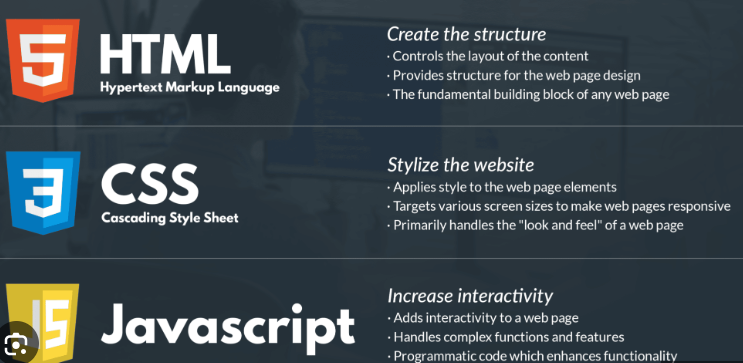 5
HTML
Hypertext Markup Language
Create the structure
· Controls the layout of the content
· Provides structure for the web page design
· The fundamental building block of any web page
3
CSS
Cascading Style Sheet
Stylize the website
· Applies style to the web page elements
· Targets various screen sizes to make web pages responsive
· Primarily handles the "look and feel" of a web page
JS
Javascript
Increase interactivity
· Adds interactivity to a web page
· Handles complex functions and features
· Programmatic code which enhances functionality